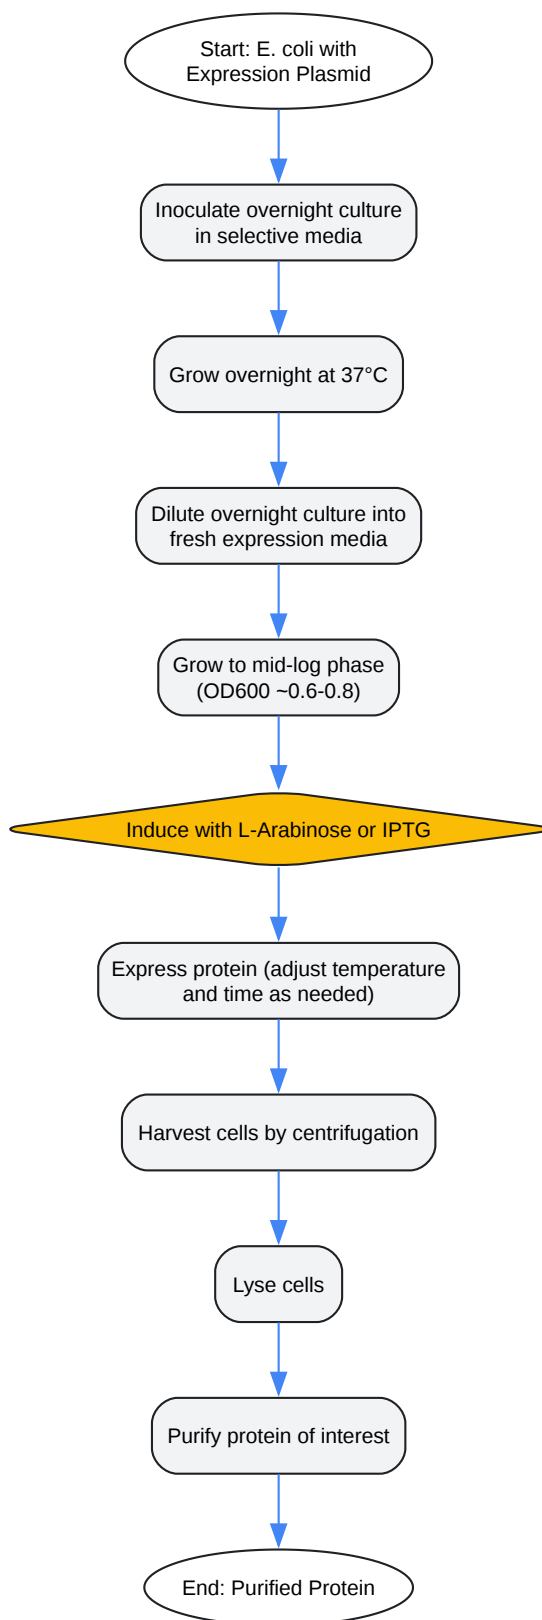 Start: E. coli with
Expression Plasmid
Inoculate overnight culture
in selective media
Grow overnight at 37°C
Dilute overnight culture into
fresh expression media
Grow to mid-log phase
(OD600 ~0.6-0.8)
Induce with L-Arabinose or IPTG
Express protein (adjust temperature
and time as needed)
Harvest cells by centrifugation
Lyse cells
Purify protein of interest
End: Purified Protein